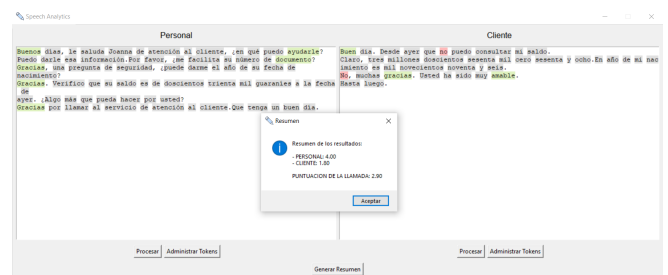 Speech Analytics
Personal
Cliente
Buenos días, le saluda Joanna de atención al cliente, ¿en qué puedo ayudarle?
Puedo darle esa información.Por favor, ¿me facilita su número de documento?
Gracias, una pregunta de seguridad, ¿puede darme el año de su fecha de
nacimiento?
Gracias. Verifico que su saldo es de doscientos treinta mil guaraníes a la fecha
de
ayer. ¿Algo más que pueda hacer por usted?
Gracias por llamar al servicio de atención al cliente.Que tenga un buen día.
Buen día. Desde ayer que no puedo consultar mi saldo.
Claro, tres millones doscientos sesenta mil cero sesenta y ocho.En año de mi nac
imiento es mil novecientos noventa y seis.
No, muchas gracias. Usted ha sido muy amable.
Hasta luego.
Resumen
Resumen de los resultados:
- PERSONAL: 4.00
- CLIENTE: 1.80
PUNTUACION DE LA LLAMADA: 2.90
Aceptar
Procesar
Administrar Tokens
Procesar
Administrar Tokens
Generar Resumen